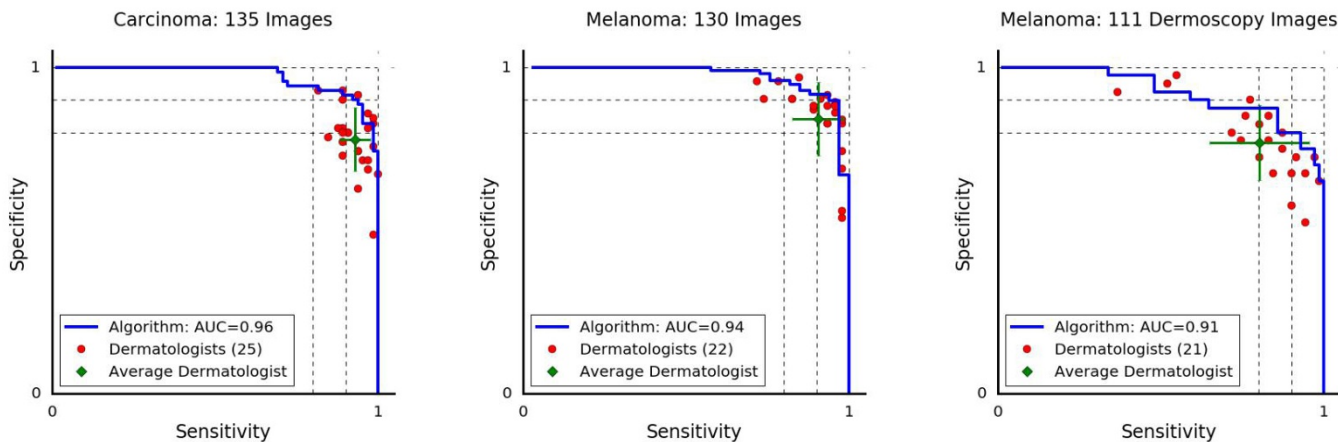 Carcinoma: 135 Images
1
Specificity
0
Algorithm: AUC=0.96
Dermatologists (25)
Average Dermatologist
0
1
Sensitivity
Melanoma: 130 Images
1
Specificity
0
Algorithm: AUC=0.94
Dermatologists (22)
Average Dermatologist
0
1
Sensitivity
Melanoma: 111 Dermoscopy Images
1
Specificity
0
Algorithm: AUC=0.91
Dermatologists (21)
Average Dermatologist
0
1
Sensitivity